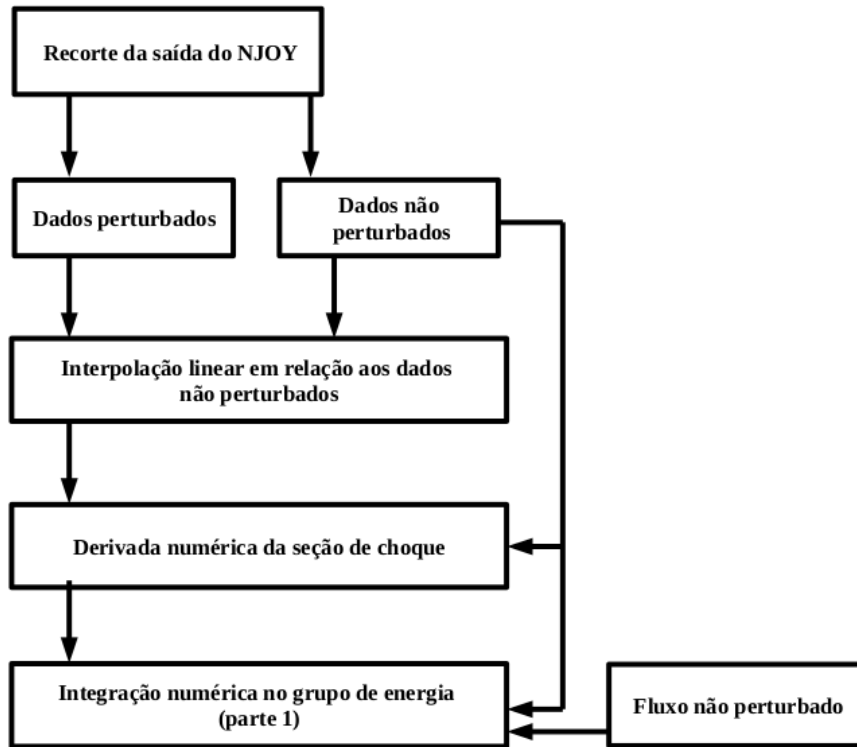 Recorte da saída do NJOY
Dados perturbados
Dados não
perturbados
Interpolação linear em relação aos dados
não perturbados
Derivada numérica da seção de choque
Integração numérica no grupo de energia
(parte 1)
Fluxo não perturbado